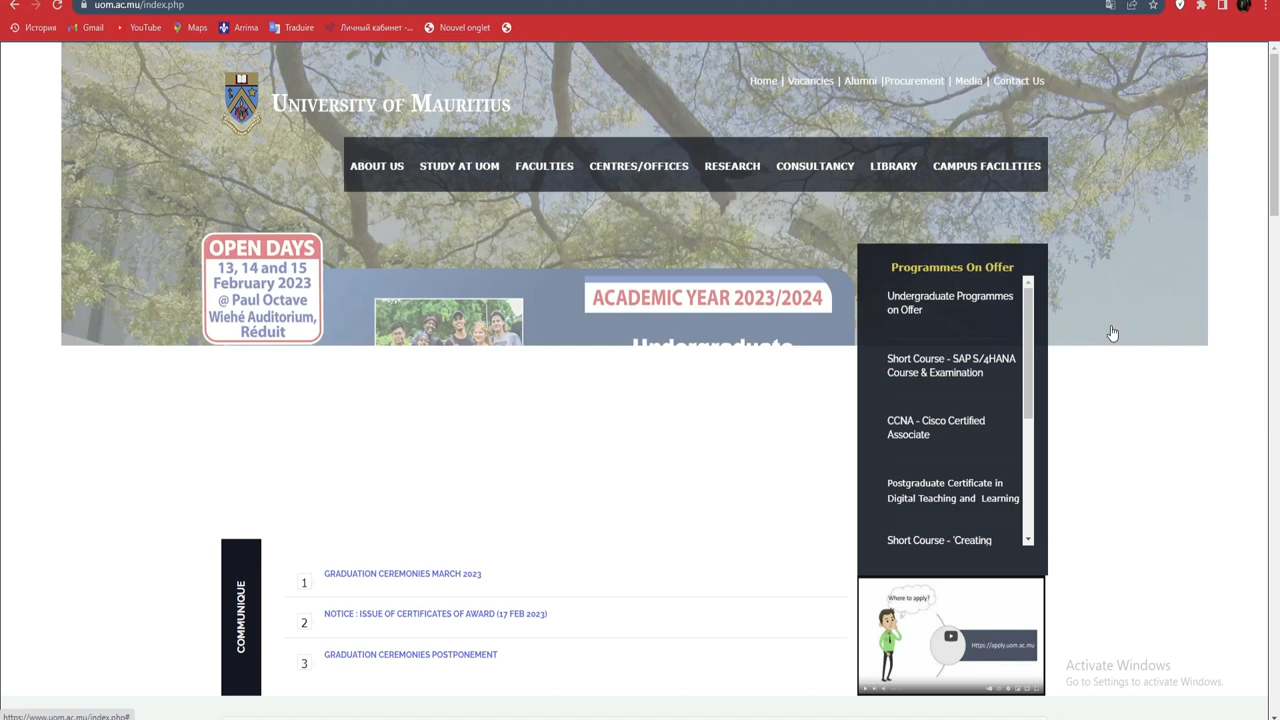 uom.ac.mu/index.php
История Gmail YouTube Maps Arrima Traduire Личный кабинет -... Nouvel onglet
Home | Vacancies | Alumni |Procurement | Media | Contact Us
UNIVERSITY OF MAURITIUS
ABOUT US STUDY AT UOM FACULTIES CENTRES/OFFICES RESEARCH CONSULTANCY LIBRARY CAMPUS FACILITIES
OPEN DAYS
13, 14 and 15
February 2023
@ Paul Octave
Wiehé Auditorium,
Réduit
ACADEMIC YEAR 2023/2024
Undergraduate
Programmes On Offer
Undergraduate Programmes
on Offer
Short Course - SAP S/4HANA
Course & Examination
CCNA - Cisco Certified
Associate
Postgraduate Certificate in
Digital Teaching and Learning
Short Course - 'Creating
COMMUNIQUE
1 GRADUATION CEREMONIES MARCH 2023
2 NOTICE : ISSUE OF CERTIFICATES OF AWARD (17 FEB 2023)
3 GRADUATION CEREMONIES POSTPONEMENT
Where to apply?
Https://apply.uom.ac.mu
Activate Windows
Go to Settings to activate Windows.
https://www.uom.ac.mu/index.php#